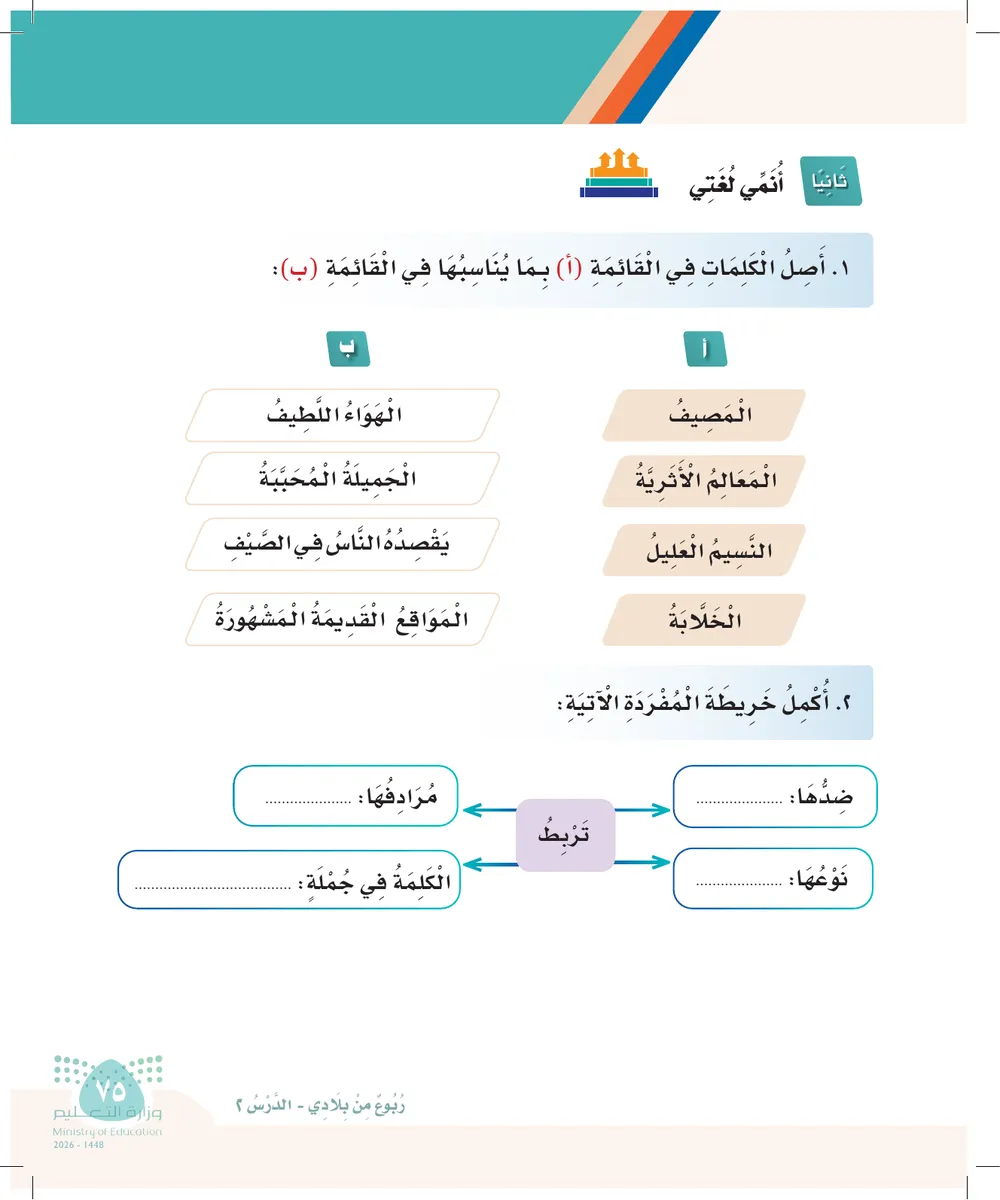 ثَانِيًا
أُنَمِّي لُغَتِي
١. أَصِلُ الْكَلِمَاتِ فِي الْقَائِمَةِ (أ) بِمَا يُنَاسِبُهَا فِي الْقَائِمَةِ (ب):
أ
ب
الْمَصِيفُ
الْهَوَاءُ اللَّطِيفُ
الْمَعَالِمُ الْأَثَرِيَّةُ
الْجَمِيلَةُ الْمُحَبَّبَةُ
النَّسِيمُ الْعَلِيلُ
يَقْصِدُهُ النَّاسُ فِي الصَّيْفِ
الْخَلَّابَةُ
الْمَوَاقِعُ الْقَدِيمَةُ الْمَشْهُورَةُ
٢. أُكْمِلُ خَرِيطَةَ الْمُفْرَدَةِ الْآتِيَةِ:
ضِدُّهَا: .....................
مُرَادِفُهَا: .....................
تَرْبِطُ
نَوْعُهَا: .....................
الْكَلِمَةُ فِي جُمْلَةٍ: ......................................
رُبُوعٌ مِنْ بِلَادِي - الدَّرْسُ ٢
٧٥
وزارة التعليم
Ministry of Education
2026 - 1448